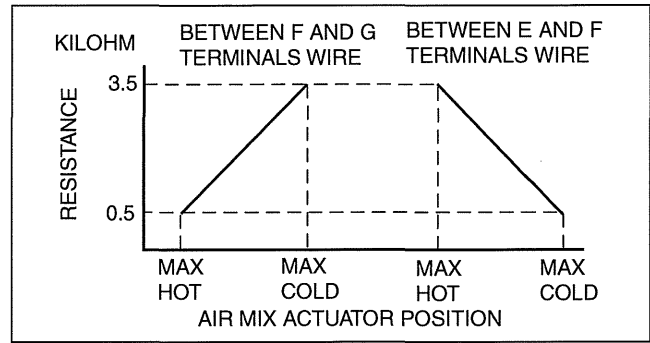 KILOHM
BETWEEN F AND G
TERMINALS WIRE
BETWEEN E AND F
TERMINALS WIRE
RESISTANCE
3.5
0.5
MAX
HOT
MAX
COLD
MAX
HOT
MAX
COLD
AIR MIX ACTUATOR POSITION